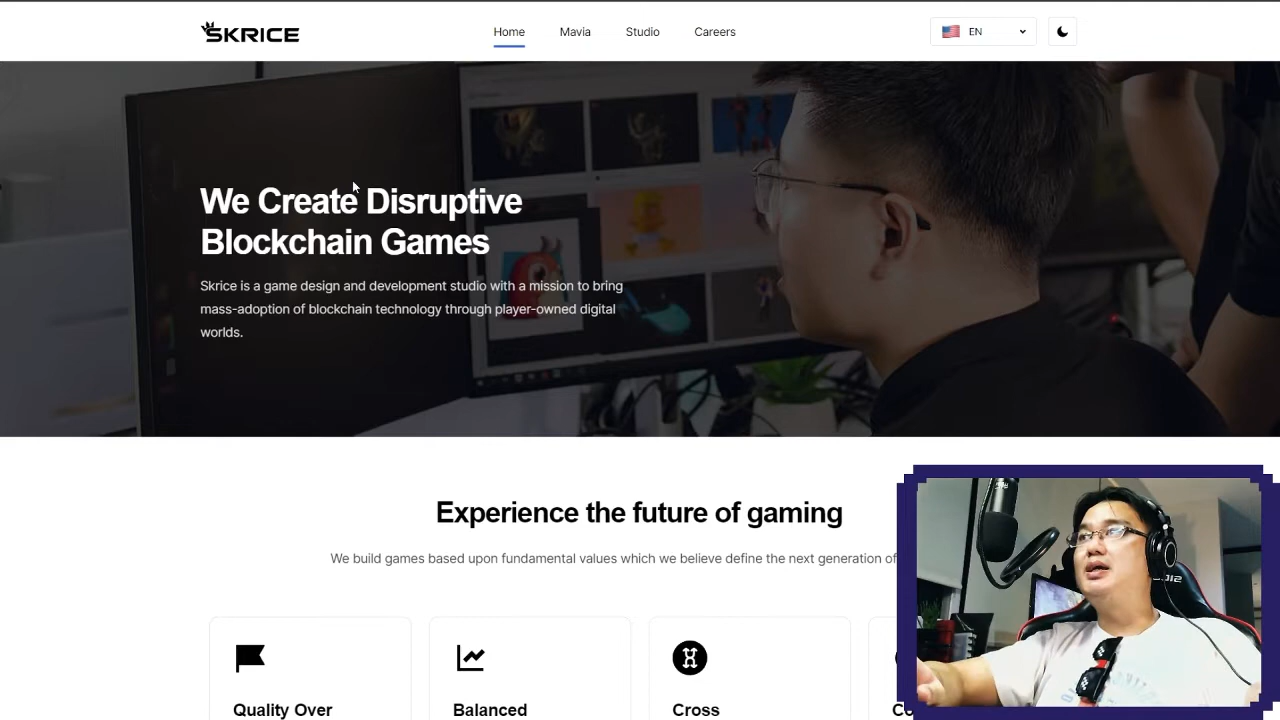 SKRICE
Home
Mavia
Studio
Careers
EN
We Create Disruptive
Blockchain Games
Skrice is a game design and development studio with a mission to bring
mass-adoption of blockchain technology through player-owned digital
worlds.
Experience the future of gaming
We build games based upon fundamental values which we believe define the next generation of
Quality Over
Balanced
Cross